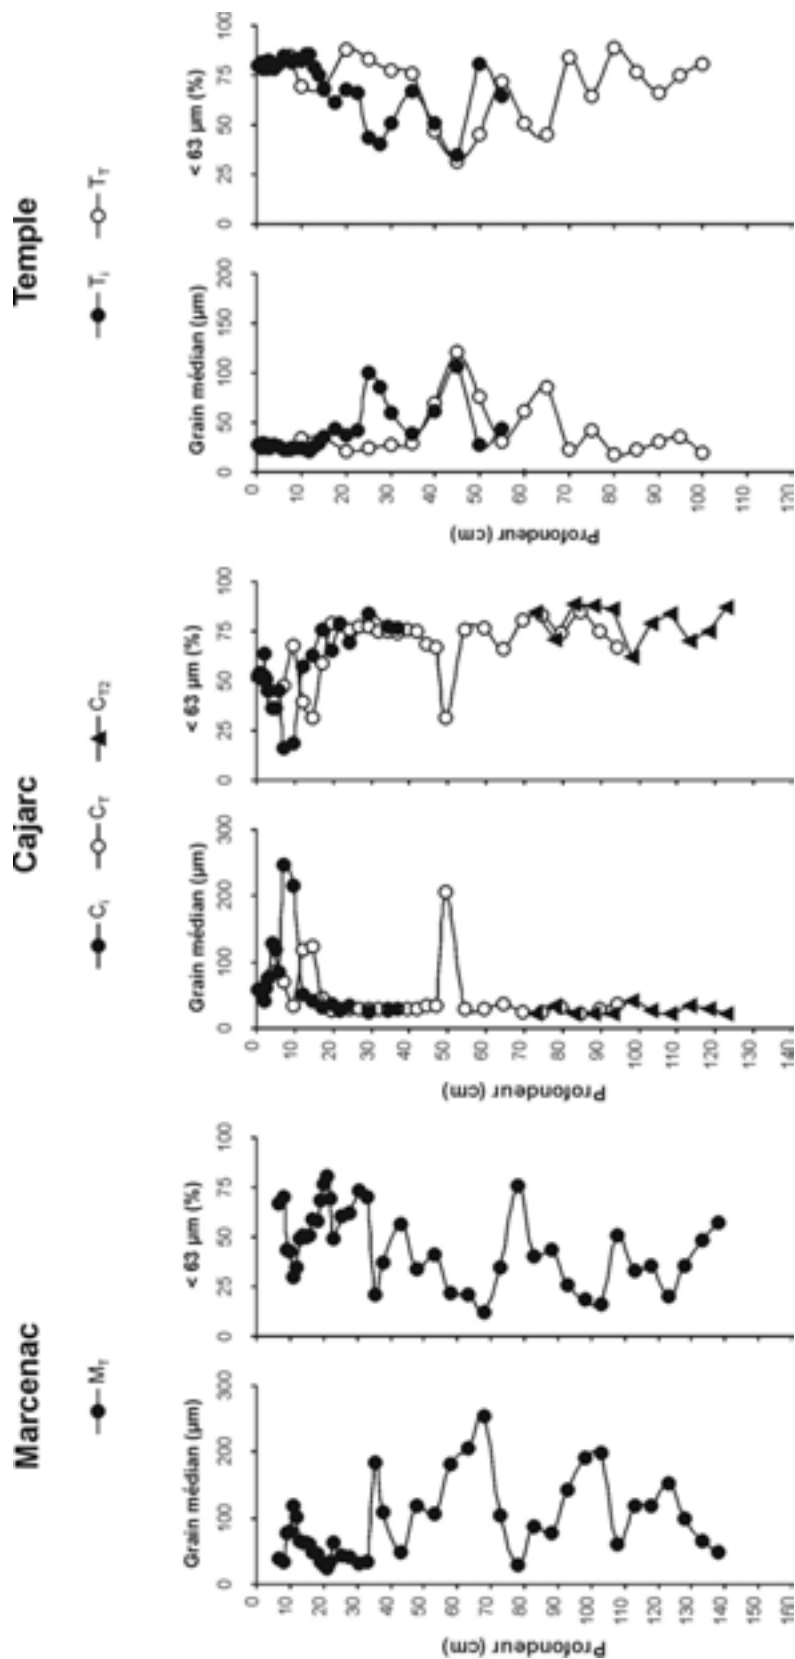 Marcenac
M_T
Grain médian (µm)
0 100 200 300
< 63 µm (%)
0 25 50 75 100
Profondeur (cm)
0
10
20
30
40
50
60
70
80
90
100
110
120
130
140
150
160
Cajarc
C_i C_T C_T2
Grain médian (µm)
0 100 200 300
< 63 µm (%)
0 25 50 75 100
Profondeur (cm)
0
10
20
30
40
50
60
70
80
90
100
110
120
130
140
Temple
T_i T_T
Grain médian (µm)
0 50 100 150 200
< 63 µm (%)
0 25 50 75 100
Profondeur (cm)
0
10
20
30
40
50
60
70
80
90
100
110
120